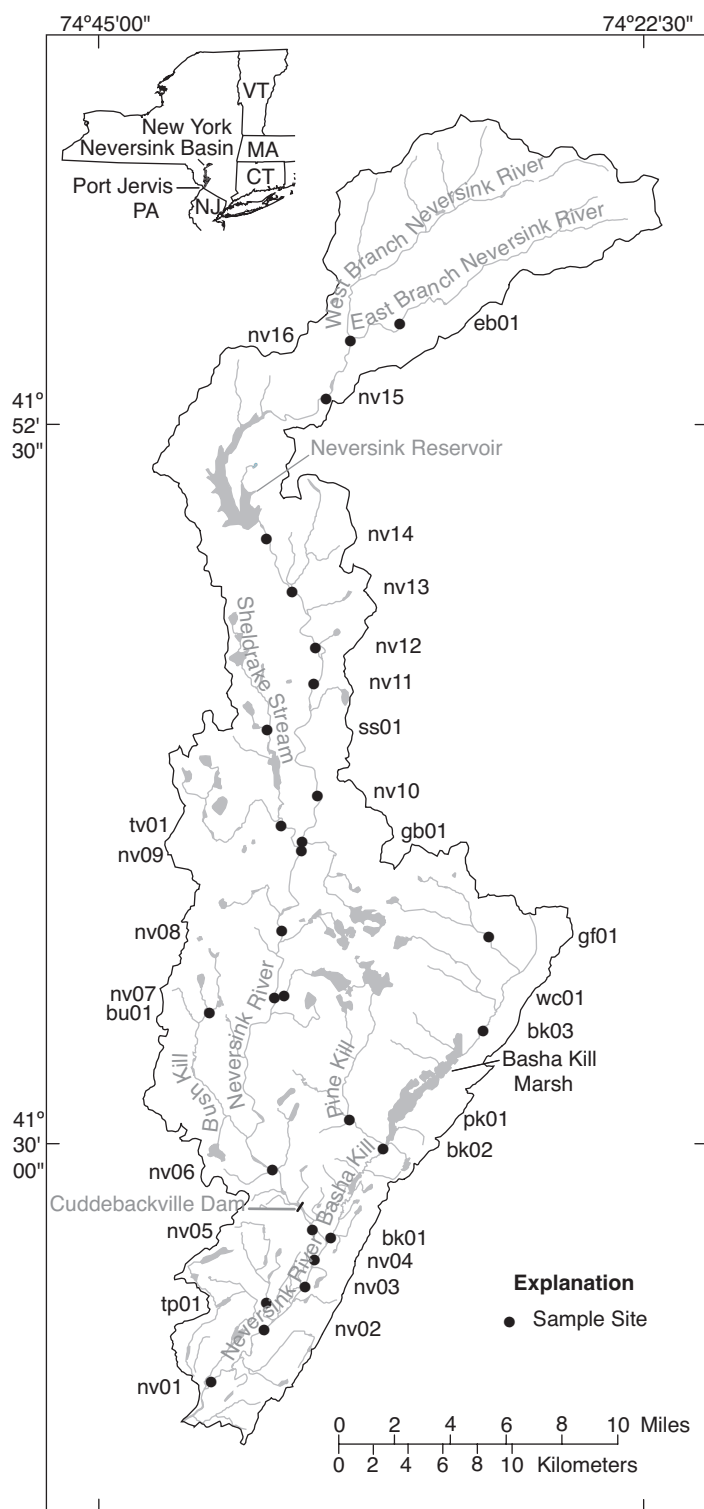 74°45'00"
74°22'30"
VT
New York
Neversink Basin
MA
CT
Port Jervis
PA
NJ
West Branch Neversink River
East Branch Neversink River
nv16
eb01
41°
52'
30"
nv15
Neversink Reservoir
nv14
nv13
Sheldrake Stream
nv12
nv11
ss01
nv10
tv01
gb01
nv09
nv08
gf01
nv07
bu01
Neversink River
wc01
bk03
Basha Kill
Marsh
Bush Kill
Pine Kill
pk01
41°
30'
00"
bk02
nv06
Basha Kill
Cuddebackville Dam
nv05
bk01
nv04
nv03
Neversink River
tp01
nv02
nv01
Explanation
Sample Site
0 2 4 6 8 10 Miles
0 2 4 6 8 10 Kilometers